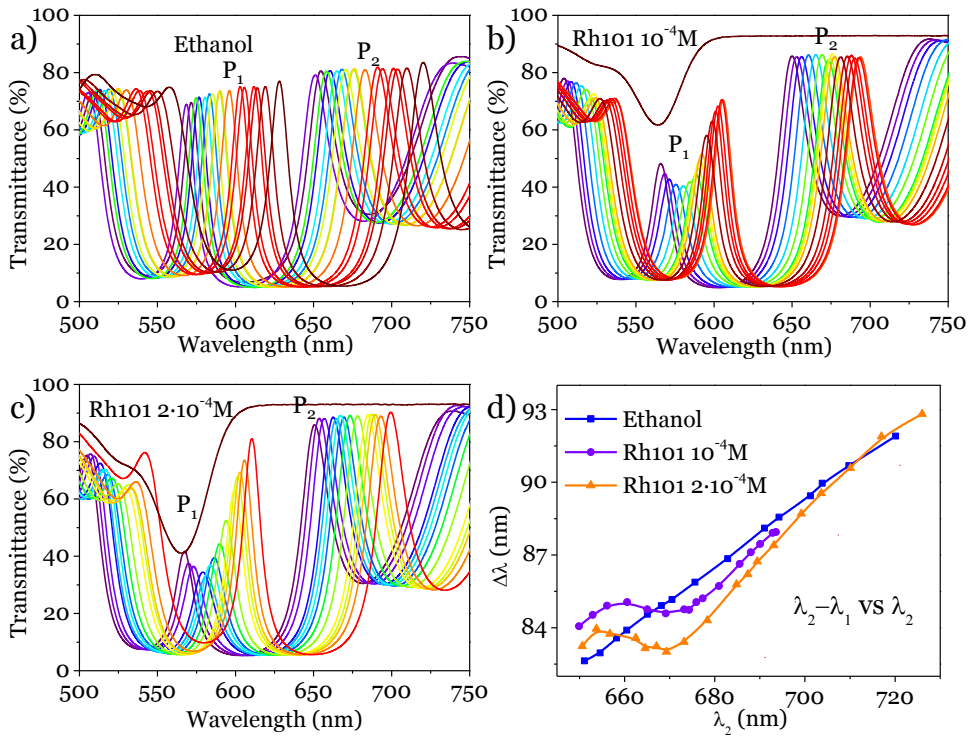 a)
Ethanol
P₁
P₂
100
80
60
40
20
0
Transmittance (%)
500 550 600 650 700 750
Wavelength (nm)
b)
Rh101 10⁻⁴M
P₂
P₁
100
80
60
40
20
0
Transmittance (%)
500 550 600 650 700 750
Wavelength (nm)
c)
Rh101 2·10⁻⁴M
P₂
P₁
100
80
60
40
20
0
Transmittance (%)
500 550 600 650 700 750
Wavelength (nm)
d)
Ethanol
Rh101 10⁻⁴M
Rh101 2·10⁻⁴M
93
90
87
84
Δλ (nm)
λ₂−λ₁ vs λ₂
660 680 700 720
λ₂ (nm)